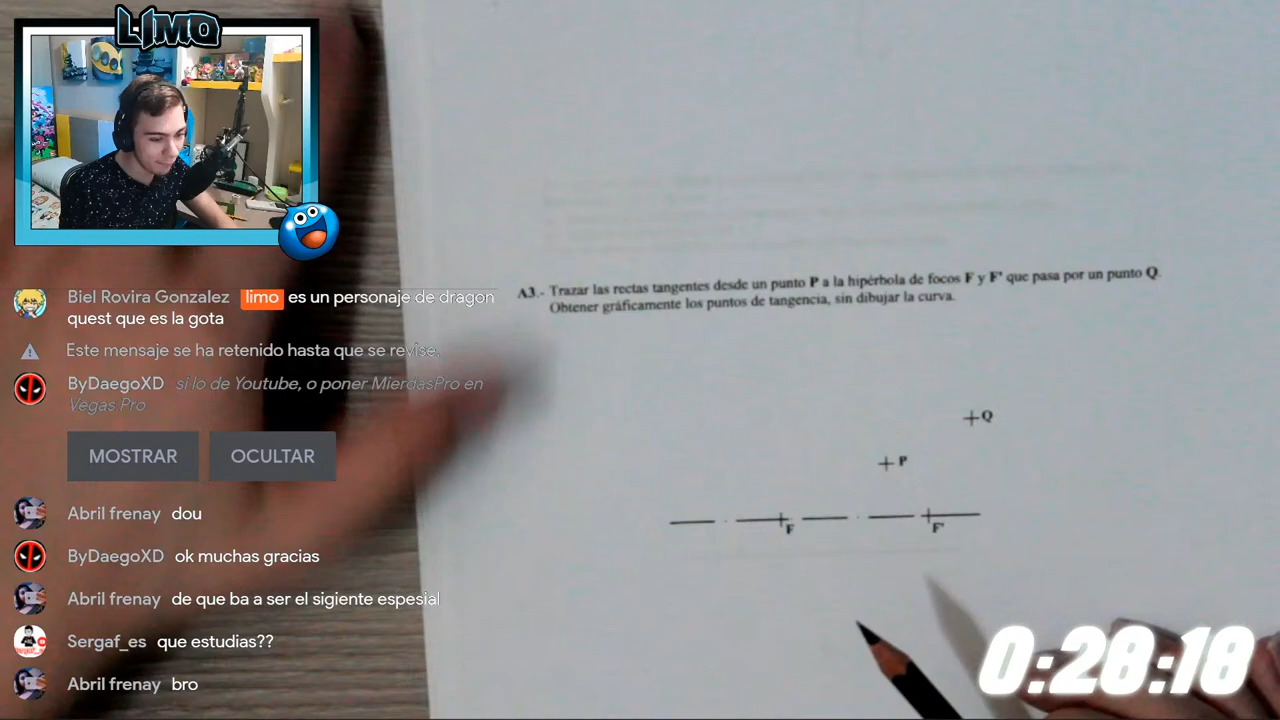 LIMO
Biel Rovira Gonzalez limo es un personaje de dragon
quest que es la gota
Este mensaje se ha retenido hasta que se revise.
ByDaegoXD si lo de Youtube, o poner MierdasPro en
Vegas Pro
MOSTRAR OCULTAR
Abril frenay dou
ByDaegoXD ok muchas gracias
Abril frenay de que ba a ser el sigiente espesial
Sergaf_es que estudias??
Abril frenay bro
A3.- Trazar las rectas tangentes desde un punto P a la hipérbola de focos F y F' que pasa por un punto Q.
Obtener gráficamente los puntos de tangencia, sin dibujar la curva.
Q
P
F
F'
0:28:18